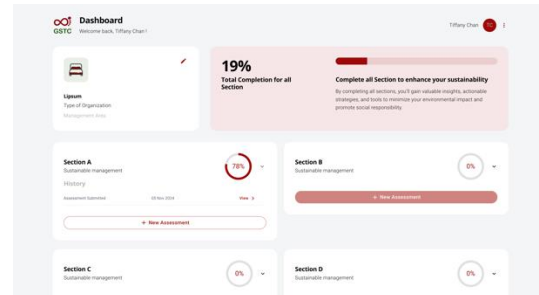 GSTC
Dashboard
Welcome back, Tiffany Chan!
Tiffany Chan
TC
Lipsum
Type of Organization
Management Area
19%
Total Completion for all
Section
Complete all Section to enhance your sustainability
By completing all sections, you'll gain valuable insights, actionable
strategies, and tools to minimize your environmental impact and
promote social responsibility.
Section A
Sustainable management
78%
History
Assessment Submitted
05 Nov 2024
View >
+ New Assessment
Section B
Sustainable management
0%
+ New Assessment
Section C
Sustainable management
0%
Section D
Sustainable management
0%